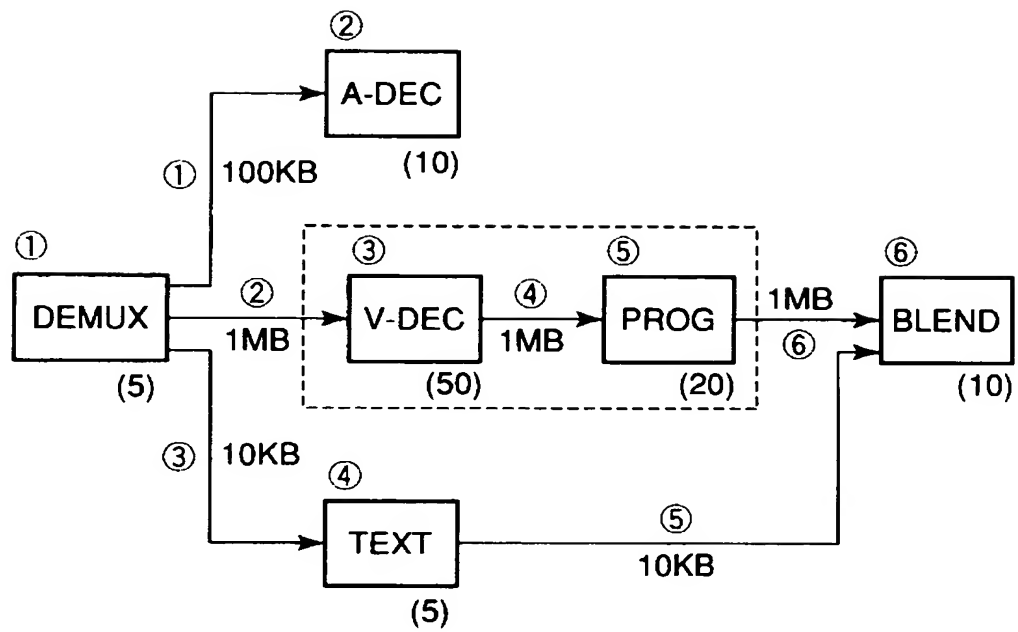 ②
A-DEC
(10)
①
100KB
①
DEMUX
(5)
②
1MB
③
V-DEC
(50)
④
1MB
⑤
PROG
(20)
1MB
⑥
⑥
BLEND
(10)
③
10KB
④
TEXT
(5)
⑤
10KB